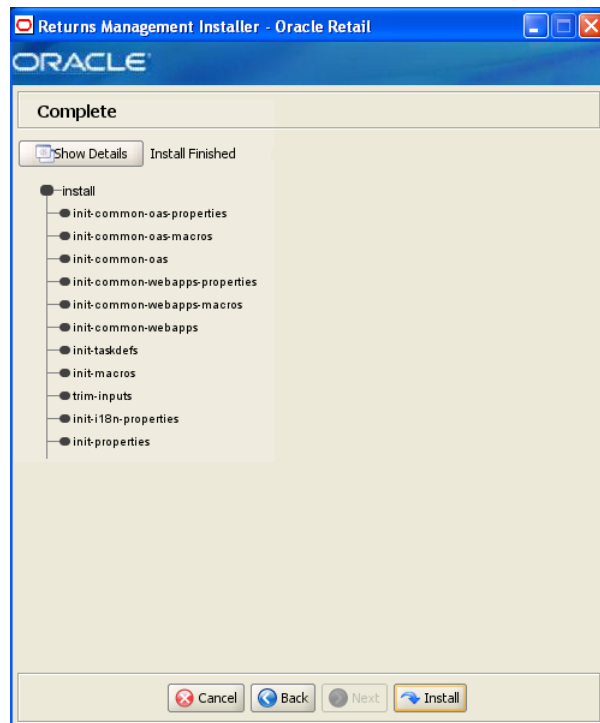 Returns Management Installer - Oracle Retail
ORACLE
Complete
Show Details Install Finished
install
init-common-oas-properties
init-common-oas-macros
init-common-oas
init-common-webapps-properties
init-common-webapps-macros
init-common-webapps
init-taskdefs
init-macros
trim-inputs
init-i18n-properties
init-properties
Cancel Back Next Install